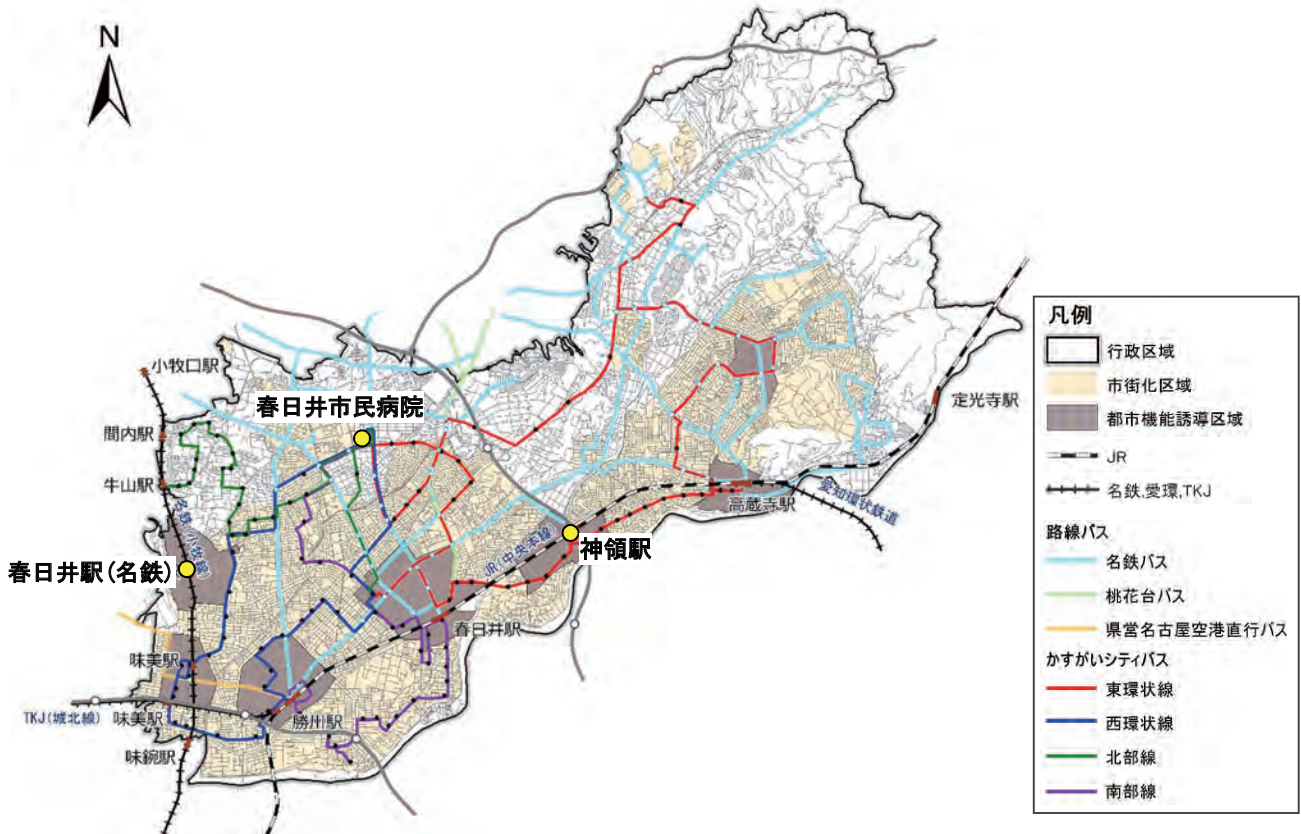 N
小牧口駅
間内駅
牛山駅
名鉄(小牧線)
春日井市民病院
春日井駅(名鉄)
味美駅
TKJ(城北線)
味美駅
味鋺駅
勝川駅
春日井駅
JR(中央本線)
神領駅
高蔵寺駅
愛知環状鉄道
定光寺駅
凡例
行政区域
市街化区域
都市機能誘導区域
JR
名鉄,愛環,TKJ
路線バス
名鉄バス
桃花台バス
県営名古屋空港直行バス
かすがいシティバス
東環状線
西環状線
北部線
南部線